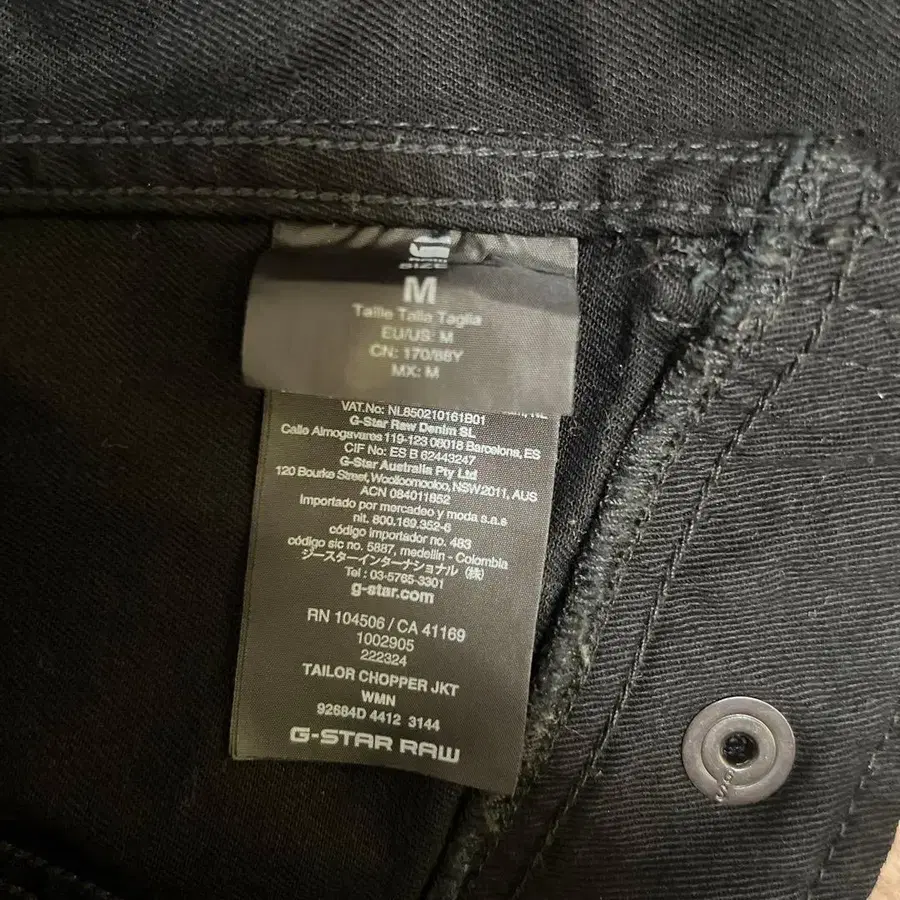 SIZE
M
Taille Talla Taglia
EU/US: M
CN: 170/88Y
MX: M
VAT.No: NL850210161B01
G-Star Raw Denim SL
Calle Almogavares 119-123 08018 Barcelona, ES
CIF No: ES B 62443247
G-Star Australia Pty Ltd
120 Bourke Street, Woolloomooloo, NSW2011, AUS
ACN 084011852
Importado por mercadeo y moda s.a.s
nit. 800.169.352-6
código importador no. 483
código sic no. 5887, medellin - Colombia
ジースターインターナショナル (株)
Tel : 03-5765-3301
g-star.com
RN 104506 / CA 41169
1002905
222324
TAILOR CHOPPER JKT
WMN
92684D 4412 3144
G-STAR RAW